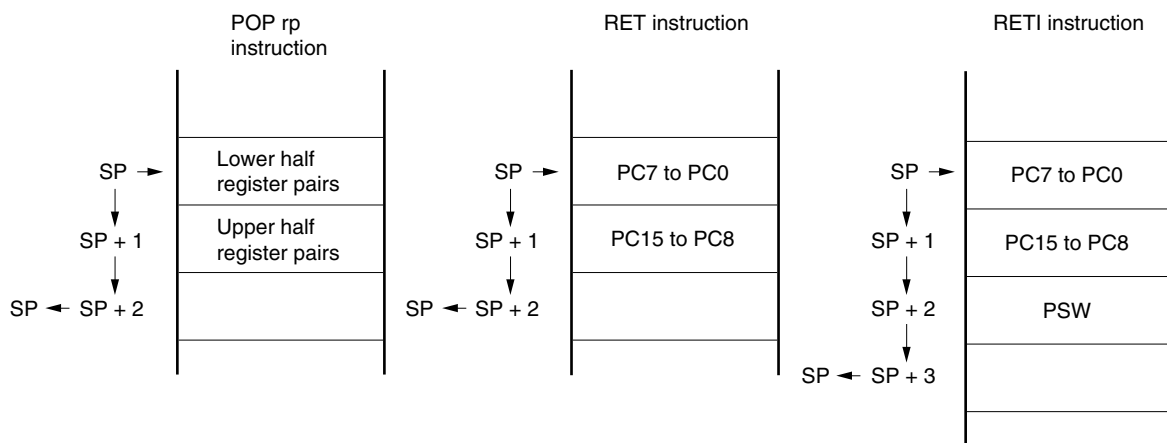 POP rp
instruction
SP
Lower half
register pairs
SP + 1
Upper half
register pairs
SP
SP + 2
RET instruction
SP
PC7 to PC0
SP + 1
PC15 to PC8
SP
SP + 2
RETI instruction
SP
PC7 to PC0
SP + 1
PC15 to PC8
SP + 2
PSW
SP
SP + 3